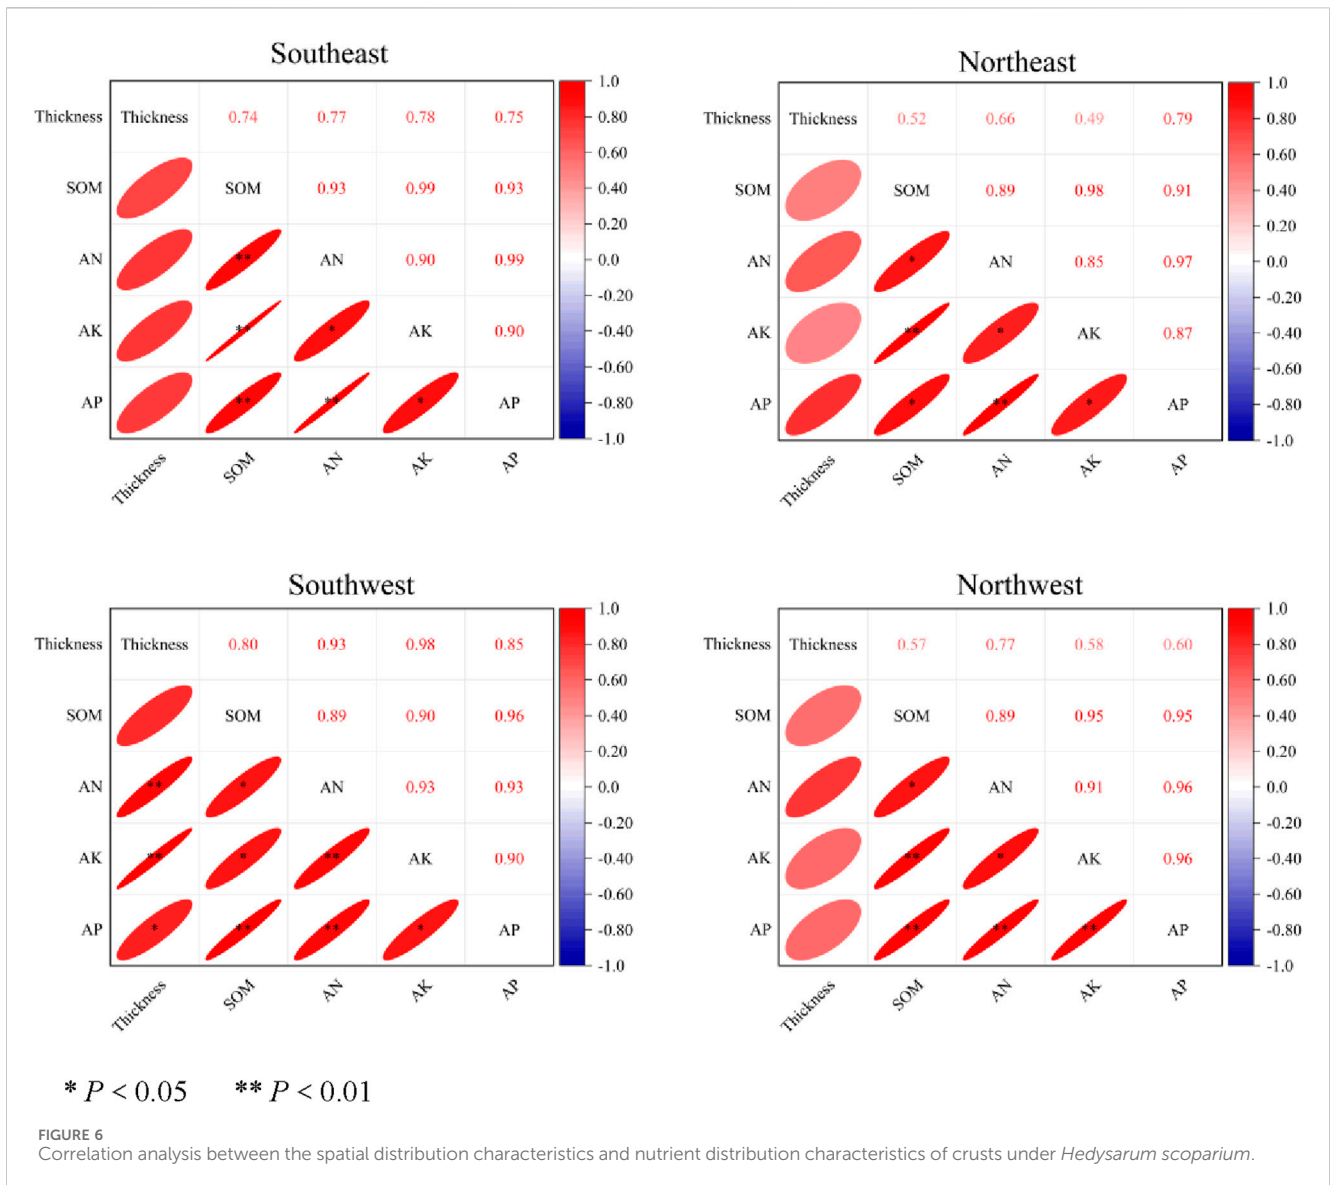 Southeast
Thickness Thickness 0.74 0.77 0.78 0.75 1.0
0.80
SOM SOM 0.93 0.99 0.93 0.60
0.40
0.20
AN ** AN 0.90 0.99 0.0
-0.20
AK ** * AK 0.90 -0.40
-0.60
AP ** ** * AP -0.80
-1.0
Thickness SOM AN AK AP
Northeast
Thickness Thickness 0.52 0.66 0.49 0.79 1.0
0.80
SOM SOM 0.89 0.98 0.91 0.60
0.40
0.20
AN * AN 0.85 0.97 0.0
-0.20
AK ** * AK 0.87 -0.40
-0.60
AP * ** * AP -0.80
-1.0
Thickness SOM AN AK AP
Southwest
Thickness Thickness 0.80 0.93 0.98 0.85 1.0
0.80
SOM SOM 0.89 0.90 0.96 0.60
0.40
0.20
AN ** * AN 0.93 0.93 0.0
-0.20
AK ** * ** AK 0.90 -0.40
-0.60
AP * ** ** * AP -0.80
-1.0
Thickness SOM AN AK AP
Northwest
Thickness Thickness 0.57 0.77 0.58 0.60 1.0
0.80
SOM SOM 0.89 0.95 0.95 0.60
0.40
0.20
AN * AN 0.91 0.96 0.0
-0.20
AK ** * AK 0.96 -0.40
-0.60
AP ** ** ** AP -0.80
-1.0
Thickness SOM AN AK AP
* P < 0.05 ** P < 0.01
FIGURE 6
Correlation analysis between the spatial distribution characteristics and nutrient distribution characteristics of crusts under Hedysarum scoparium.